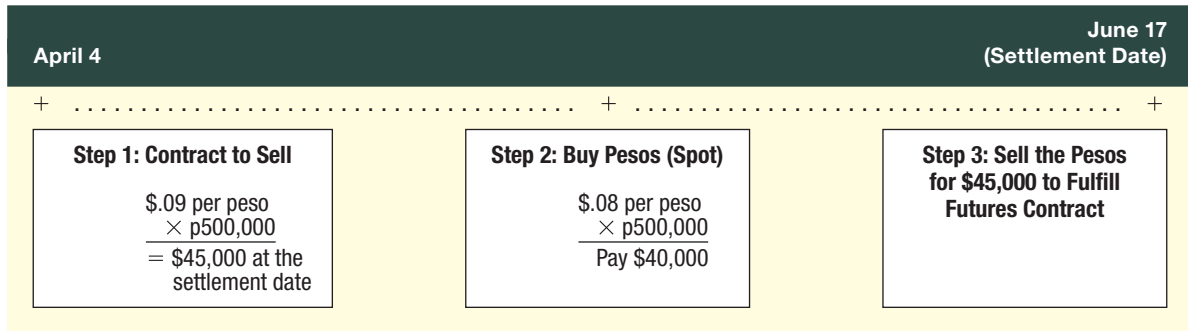 June 17
April 4
(Settlement Date)
+ . . . . . . . . . . . . . . . . . . . . . . . . . . . . . . . . . . . . . . + . . . . . . . . . . . . . . . . . . . . . . . . . . . . . . . . . . . . . +
Step 1: Contract to Sell
$.09 per peso
× p500,000
= $45,000 at the
settlement date
Step 2: Buy Pesos (Spot)
$.08 per peso
× p500,000
Pay $40,000
Step 3: Sell the Pesos
for $45,000 to Fulfill
Futures Contract